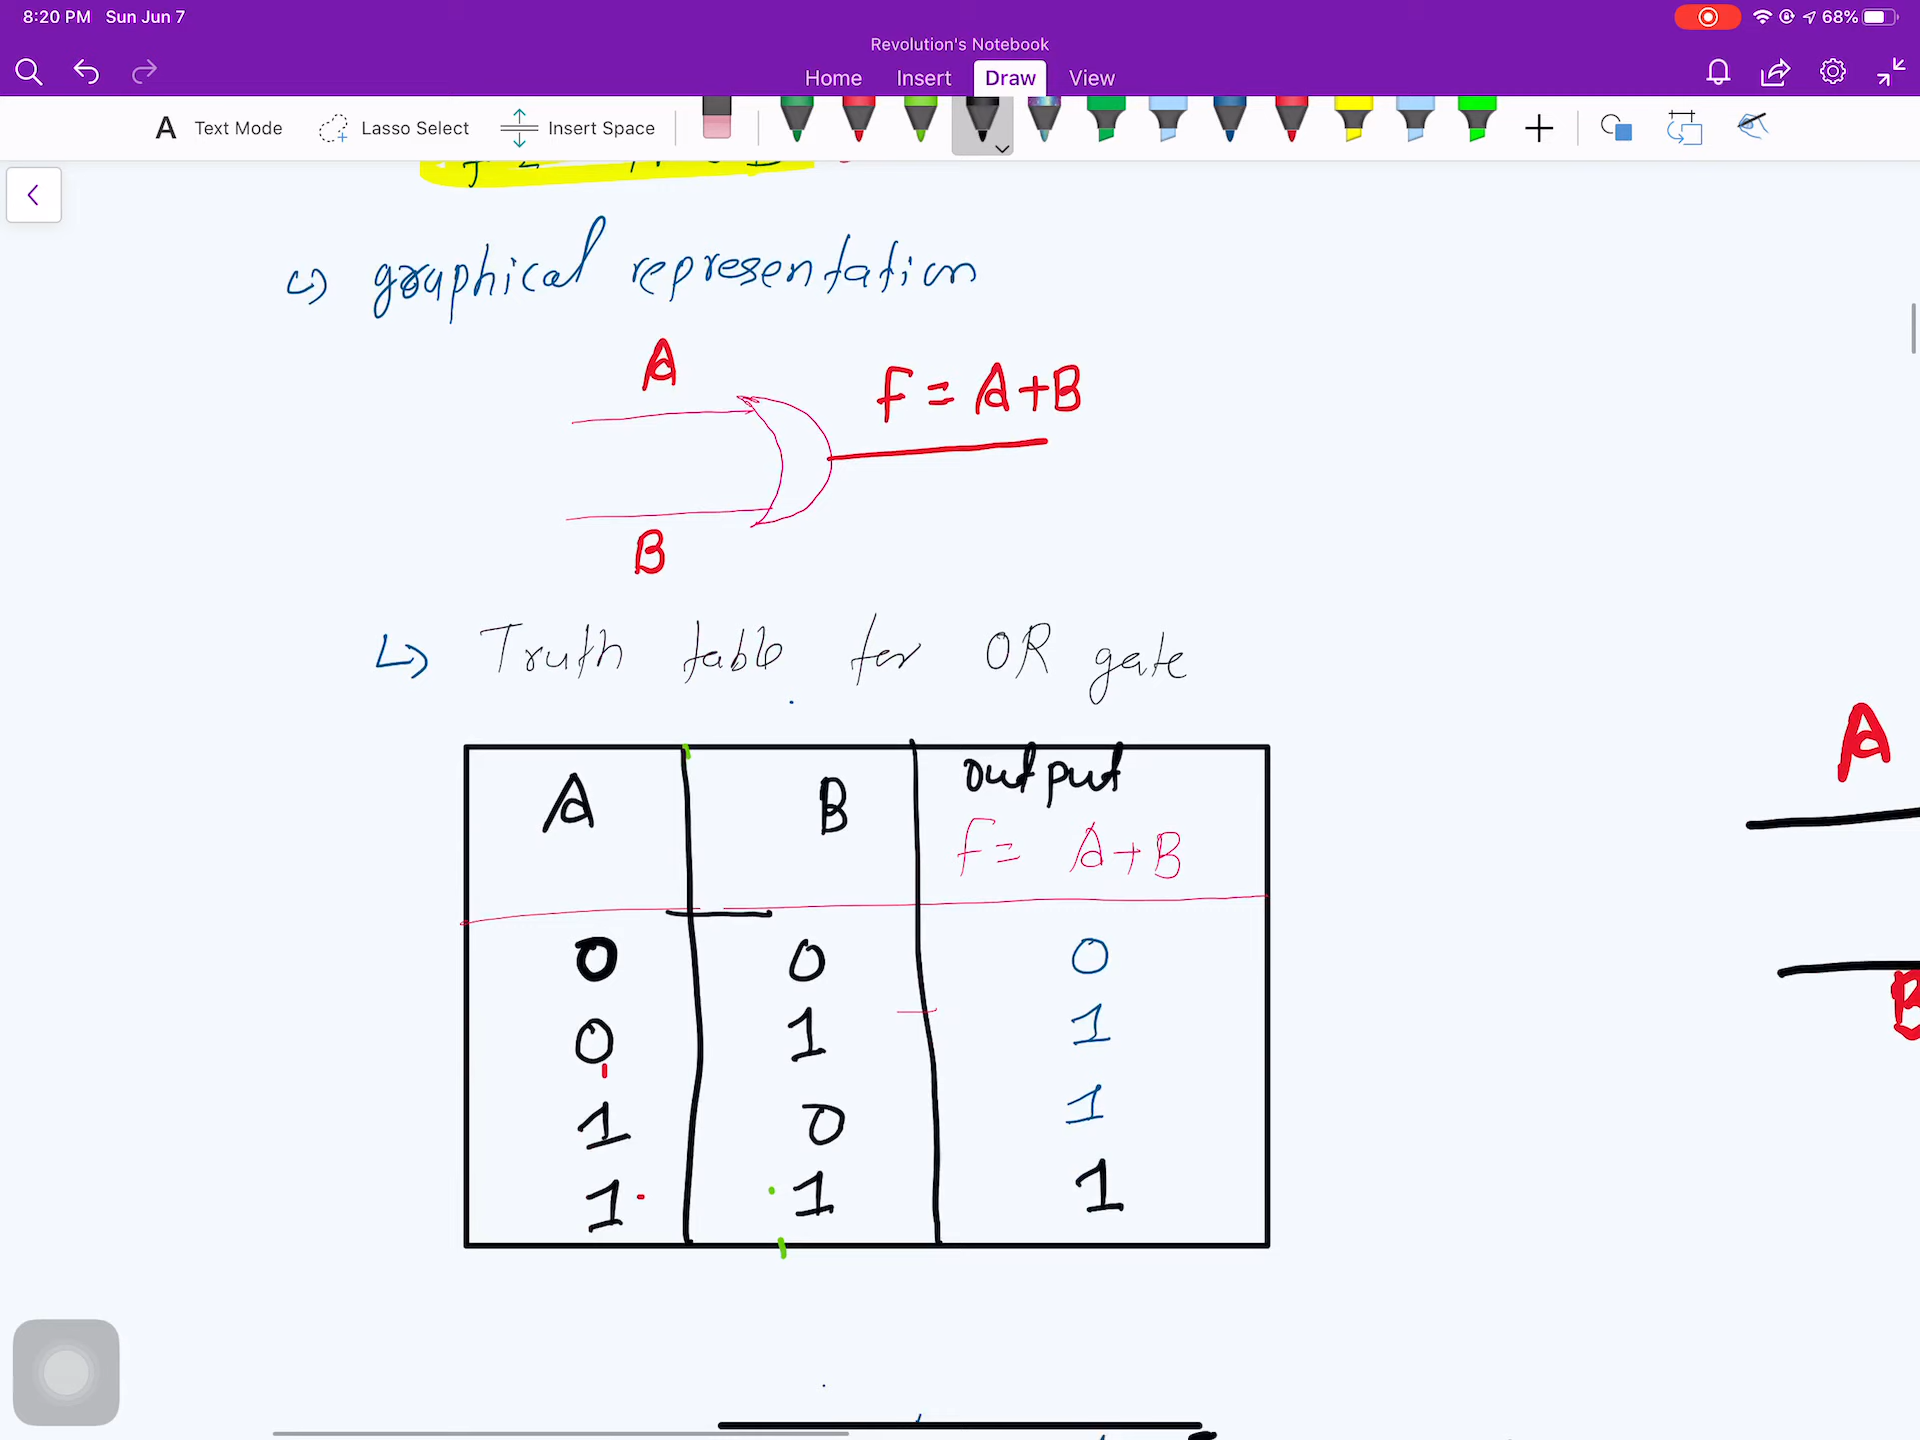 8:20 PM Sun Jun 7
68%
Revolution's Notebook
Home Insert Draw View
A Text Mode Lasso Select Insert Space
graphical representation
A
F = A+B
B
Truth table for OR gate
A B output
F = A+B
0 0 0
0 1 1
1 0 1
1 1 1
A
B